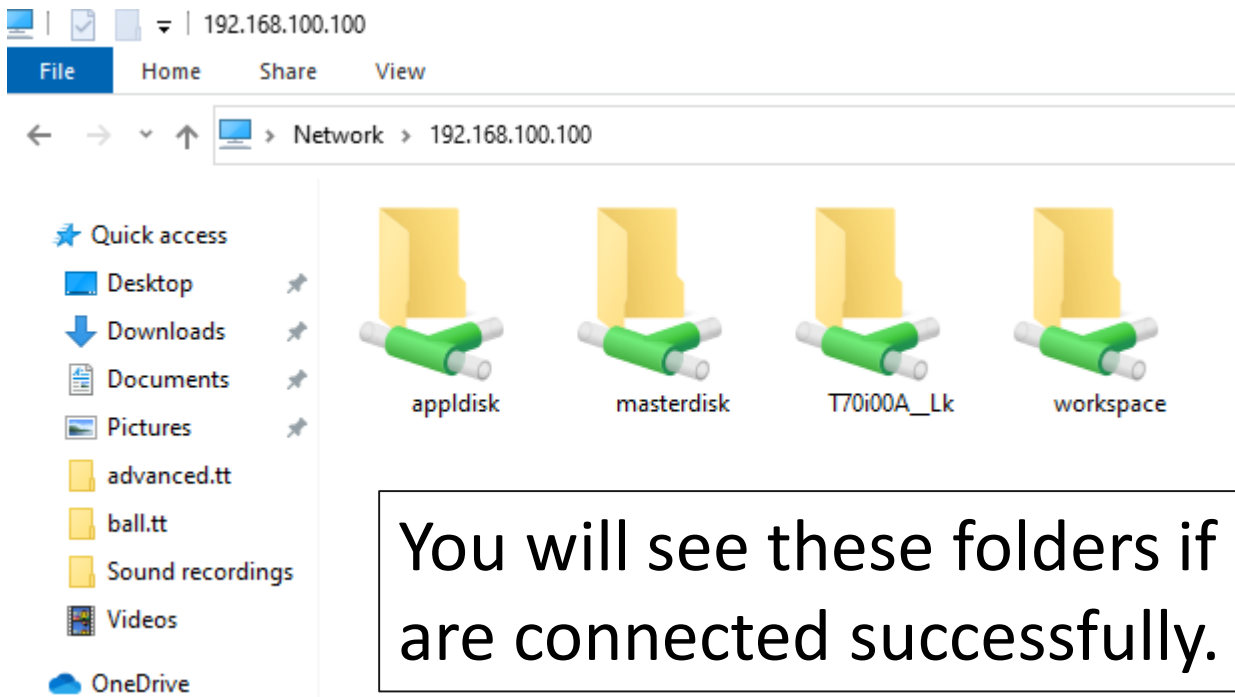 192.168.100.100
File Home Share View
Network > 192.168.100.100
Quick access
Desktop
Downloads
Documents
Pictures
advanced.tt
ball.tt
Sound recordings
Videos
OneDrive
appldisk masterdisk T70i00A__Lk workspace
You will see these folders if
are connected successfully.